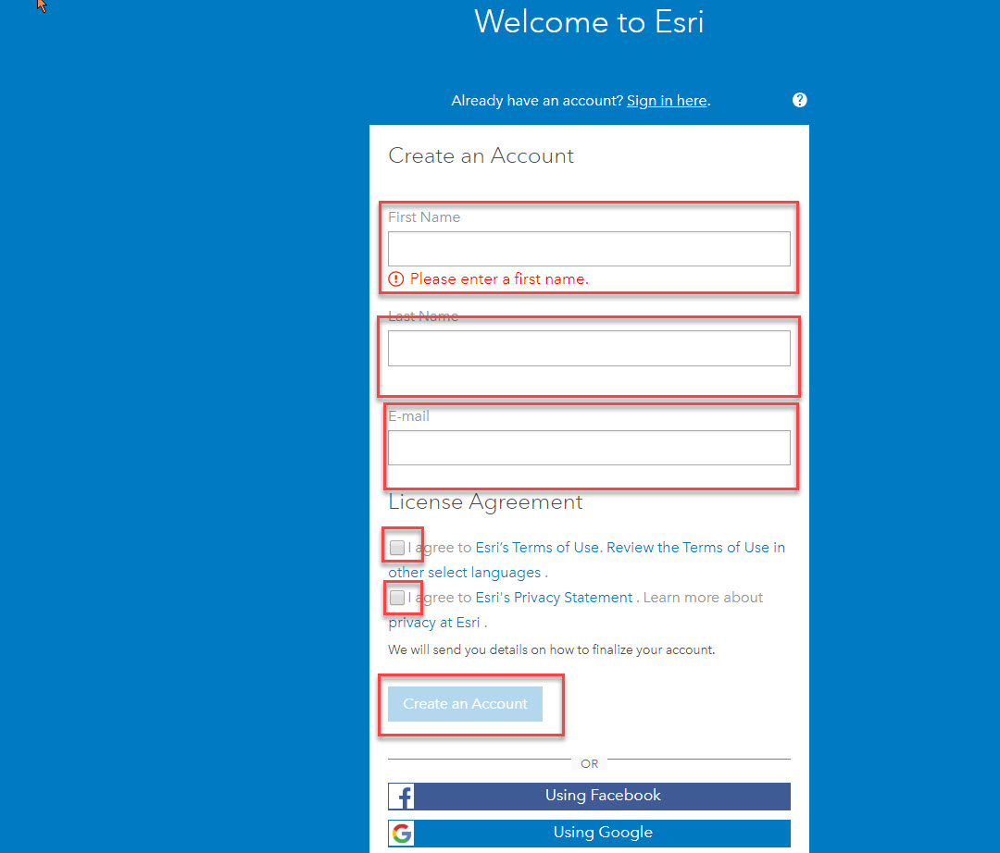 Welcome to Esri
Already have an account? Sign in here.
Create an Account
First Name
Please enter a first name.
Last Name
E-mail
License Agreement
I agree to Esri's Terms of Use. Review the Terms of Use in
other select languages .
I agree to Esri's Privacy Statement . Learn more about
privacy at Esri .
We will send you details on how to finalize your account.
Create an Account
OR
Using Facebook
Using Google